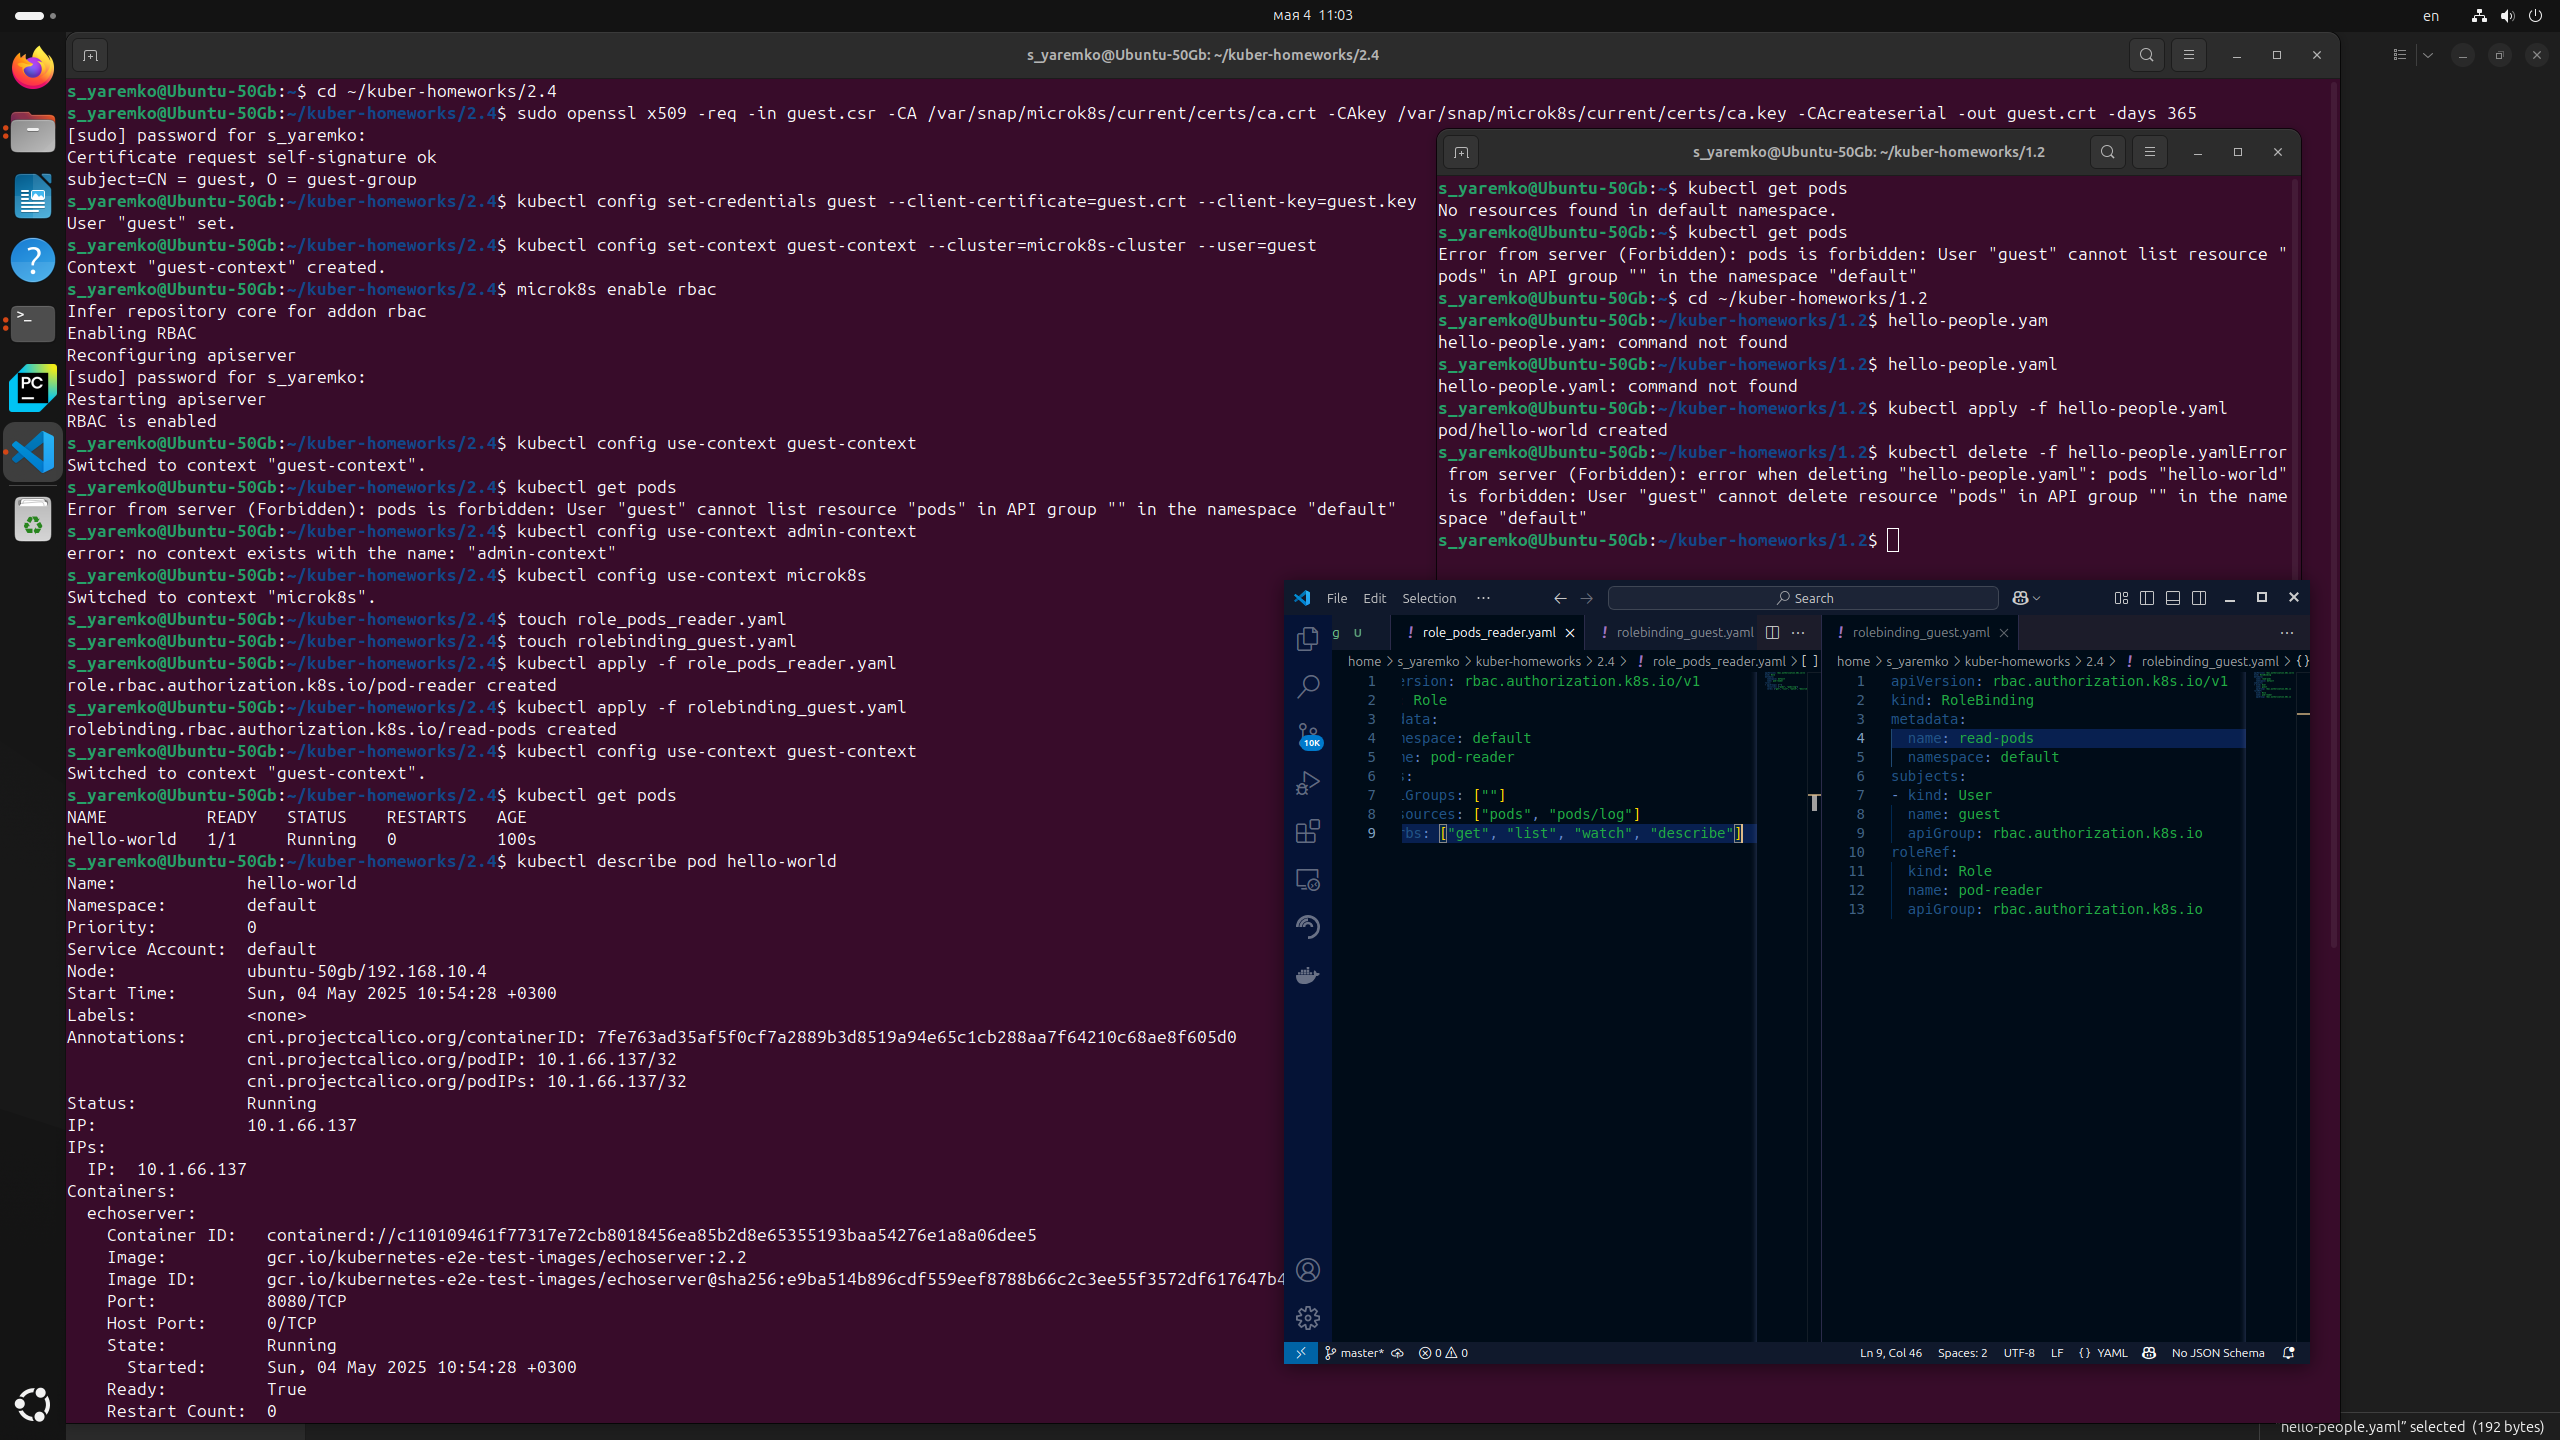 мая 4 11:03
en
s_yaremko@Ubuntu-50Gb: ~/kuber-homeworks/2.4
s_yaremko@Ubuntu-50Gb:~$ cd ~/kuber-homeworks/2.4
s_yaremko@Ubuntu-50Gb:~/kuber-homeworks/2.4$ sudo openssl x509 -req -in guest.csr -CA /var/snap/microk8s/current/certs/ca.crt -CAkey /var/snap/microk8s/current/certs/ca.key -CAcreateserial -out guest.crt -days 365
[sudo] password for s_yaremko:
Certificate request self-signature ok
subject=CN = guest, O = guest-group
s_yaremko@Ubuntu-50Gb:~/kuber-homeworks/2.4$ kubectl config set-credentials guest --client-certificate=guest.crt --client-key=guest.key
User "guest" set.
s_yaremko@Ubuntu-50Gb:~/kuber-homeworks/2.4$ kubectl config set-context guest-context --cluster=microk8s-cluster --user=guest
Context "guest-context" created.
s_yaremko@Ubuntu-50Gb:~/kuber-homeworks/2.4$ microk8s enable rbac
Infer repository core for addon rbac
Enabling RBAC
Reconfiguring apiserver
[sudo] password for s_yaremko:
Restarting apiserver
RBAC is enabled
s_yaremko@Ubuntu-50Gb:~/kuber-homeworks/2.4$ kubectl config use-context guest-context
Switched to context "guest-context".
s_yaremko@Ubuntu-50Gb:~/kuber-homeworks/2.4$ kubectl get pods
Error from server (Forbidden): pods is forbidden: User "guest" cannot list resource "pods" in API group "" in the namespace "default"
s_yaremko@Ubuntu-50Gb:~/kuber-homeworks/2.4$ kubectl config use-context admin-context
error: no context exists with the name: "admin-context"
s_yaremko@Ubuntu-50Gb:~/kuber-homeworks/2.4$ kubectl config use-context microk8s
Switched to context "microk8s".
s_yaremko@Ubuntu-50Gb:~/kuber-homeworks/2.4$ touch role_pods_reader.yaml
s_yaremko@Ubuntu-50Gb:~/kuber-homeworks/2.4$ touch rolebinding_guest.yaml
s_yaremko@Ubuntu-50Gb:~/kuber-homeworks/2.4$ kubectl apply -f role_pods_reader.yaml
role.rbac.authorization.k8s.io/pod-reader created
s_yaremko@Ubuntu-50Gb:~/kuber-homeworks/2.4$ kubectl apply -f rolebinding_guest.yaml
rolebinding.rbac.authorization.k8s.io/read-pods created
s_yaremko@Ubuntu-50Gb:~/kuber-homeworks/2.4$ kubectl config use-context guest-context
Switched to context "guest-context".
s_yaremko@Ubuntu-50Gb:~/kuber-homeworks/2.4$ kubectl get pods
NAME READY STATUS RESTARTS AGE
hello-world 1/1 Running 0 100s
s_yaremko@Ubuntu-50Gb:~/kuber-homeworks/2.4$ kubectl describe pod hello-world
Name: hello-world
Namespace: default
Priority: 0
Service Account: default
Node: ubuntu-50gb/192.168.10.4
Start Time: Sun, 04 May 2025 10:54:28 +0300
Labels: <none>
Annotations: cni.projectcalico.org/containerID: 7fe763ad35af5f0cf7a2889b3d8519a94e65c1cb288aa7f64210c68ae8f605d0
cni.projectcalico.org/podIP: 10.1.66.137/32
cni.projectcalico.org/podIPs: 10.1.66.137/32
Status: Running
IP: 10.1.66.137
IPs:
IP: 10.1.66.137
Containers:
echoserver:
Container ID: containerd://c110109461f77317e72cb8018456ea85b2d8e65355193baa54276e1a8a06dee5
Image: gcr.io/kubernetes-e2e-test-images/echoserver:2.2
Image ID: gcr.io/kubernetes-e2e-test-images/echoserver@sha256:e9ba514b896cdf559eef8788b66c2c3ee55f3572df617647b4
Port: 8080/TCP
Host Port: 0/TCP
State: Running
Started: Sun, 04 May 2025 10:54:28 +0300
Ready: True
Restart Count: 0
s_yaremko@Ubuntu-50Gb: ~/kuber-homeworks/1.2
s_yaremko@Ubuntu-50Gb:~$ kubectl get pods
No resources found in default namespace.
s_yaremko@Ubuntu-50Gb:~$ kubectl get pods
Error from server (Forbidden): pods is forbidden: User "guest" cannot list resource "
pods" in API group "" in the namespace "default"
s_yaremko@Ubuntu-50Gb:~$ cd ~/kuber-homeworks/1.2
s_yaremko@Ubuntu-50Gb:~/kuber-homeworks/1.2$ hello-people.yam
hello-people.yam: command not found
s_yaremko@Ubuntu-50Gb:~/kuber-homeworks/1.2$ hello-people.yaml
hello-people.yaml: command not found
s_yaremko@Ubuntu-50Gb:~/kuber-homeworks/1.2$ kubectl apply -f hello-people.yaml
pod/hello-world created
s_yaremko@Ubuntu-50Gb:~/kuber-homeworks/1.2$ kubectl delete -f hello-people.yamlError
from server (Forbidden): error when deleting "hello-people.yaml": pods "hello-world"
is forbidden: User "guest" cannot delete resource "pods" in API group "" in the name
space "default"
s_yaremko@Ubuntu-50Gb:~/kuber-homeworks/1.2$
File Edit Selection ··· Search
g U ! role_pods_reader.yaml ! rolebinding_guest.yaml ···
home > s_yaremko > kuber-homeworks > 2.4 > ! role_pods_reader.yaml > [ ]
1 ersion: rbac.authorization.k8s.io/v1
2 Role
3 data:
4 espace: default
5 e: pod-reader
6 :
7 Groups: [""]
8 ources: ["pods", "pods/log"]
9 bs: ["get", "list", "watch", "describe"]
! rolebinding_guest.yaml ···
home > s_yaremko > kuber-homeworks > 2.4 > ! rolebinding_guest.yaml > {}
1 apiVersion: rbac.authorization.k8s.io/v1
2 kind: RoleBinding
3 metadata:
4 name: read-pods
5 namespace: default
6 subjects:
7 - kind: User
8 name: guest
9 apiGroup: rbac.authorization.k8s.io
10 roleRef:
11 kind: Role
12 name: pod-reader
13 apiGroup: rbac.authorization.k8s.io
10K
master* 0 0 Ln 9, Col 46 Spaces: 2 UTF-8 LF {} YAML No JSON Schema
PC
hello-people.yaml" selected (192 bytes)